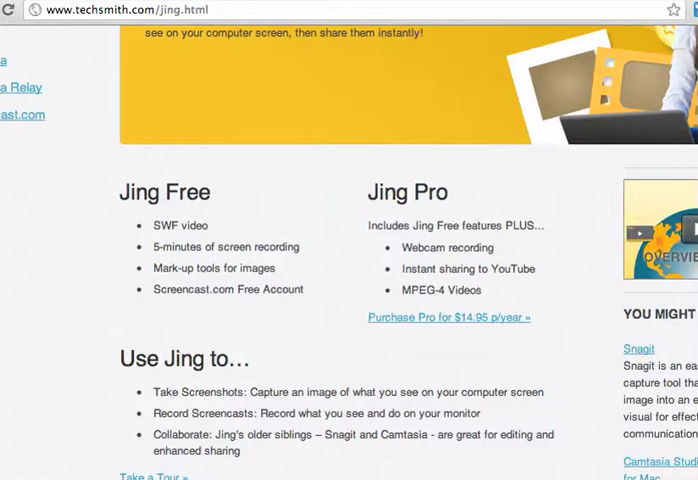 www.techsmith.com/jing.html
see on your computer screen, then share them instantly!
a
a Relay
ast.com
Jing Free
SWF video
5-minutes of screen recording
Mark-up tools for images
Screencast.com Free Account
Jing Pro
Includes Jing Free features PLUS...
Webcam recording
Instant sharing to YouTube
MPEG-4 Videos
Purchase Pro for $14.95 p/year »
OVERVIE
YOU MIGHT
Snagit
Snagit is an ea
capture tool tha
image into an e
visual for effec
communication
Camtasia Studi
for Mac
Use Jing to…
Take Screenshots: Capture an image of what you see on your computer screen
Record Screencasts: Record what you see and do on your monitor
Collaborate: Jing's older siblings – Snagit and Camtasia - are great for editing and
enhanced sharing
Take a Tour »